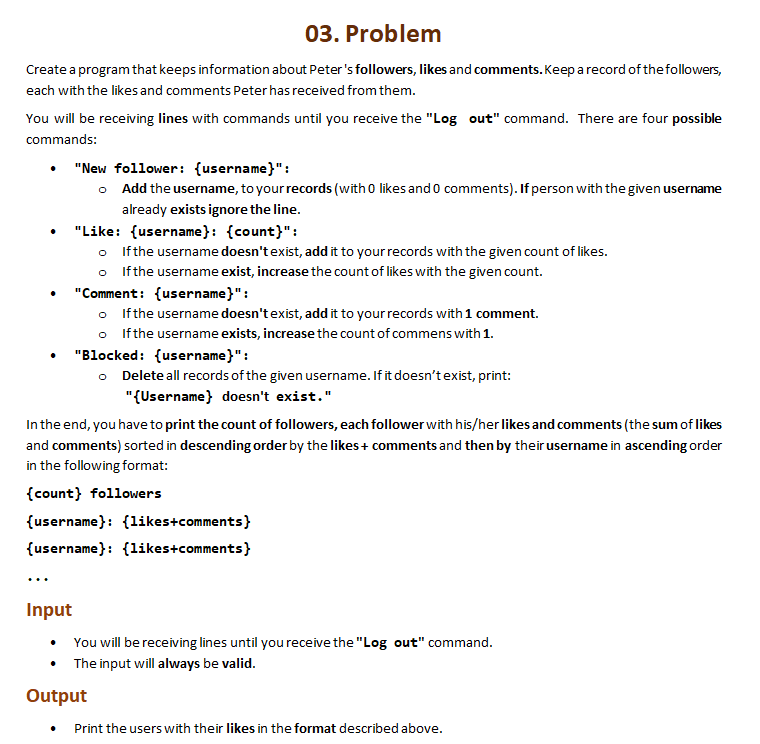 03. Problem
Create a program that keeps information about Peter's followers, likes and comments. Keep a record of the followers,
each with the likes and comments Peter has received from them.
You will be receiving lines with commands until you receive the "Log out" command. There are four possible
commands:
• "New follower: {username}":
o Add the username, to your records (with 0 likes and 0 comments). If person with the given username
already exists ignore the line.
• "Like: {username}: {count}":
o If the username doesn't exist, add it to your records with the given count of likes.
o If the username exist, increase the count of likes with the given count.
• "Comment: {username}":
o If the username doesn't exist, add it to your records with 1 comment.
o If the username exists, increase the count of commens with 1.
• "Blocked: {username}":
o Delete all records of the given username. If it doesn’t exist, print:
"{Username} doesn't exist."
In the end, you have to print the count of followers, each follower with his/her likes and comments (the sum of likes
and comments) sorted in descending order by the likes + comments and then by their username in ascending order
in the following format:
{count} followers
{username}: {likes+comments}
{username}: {likes+comments}
...
Input
• You will be receiving lines until you receive the "Log out" command.
• The input will always be valid.
Output
• Print the users with their likes in the format described above.